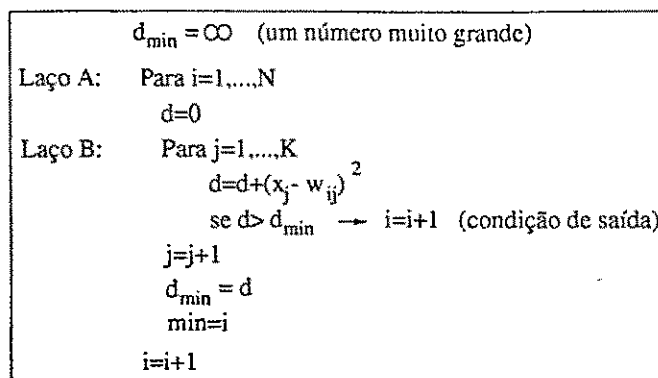 d_min = ∞ (um número muito grande)
Laço A: Para i=1,...,N
d=0
Laço B: Para j=1,...,K
d=d+(x_j - w_ij)^2
se d> d_min → i=i+1 (condição de saída)
j=j+1
d_min = d
min=i
i=i+1